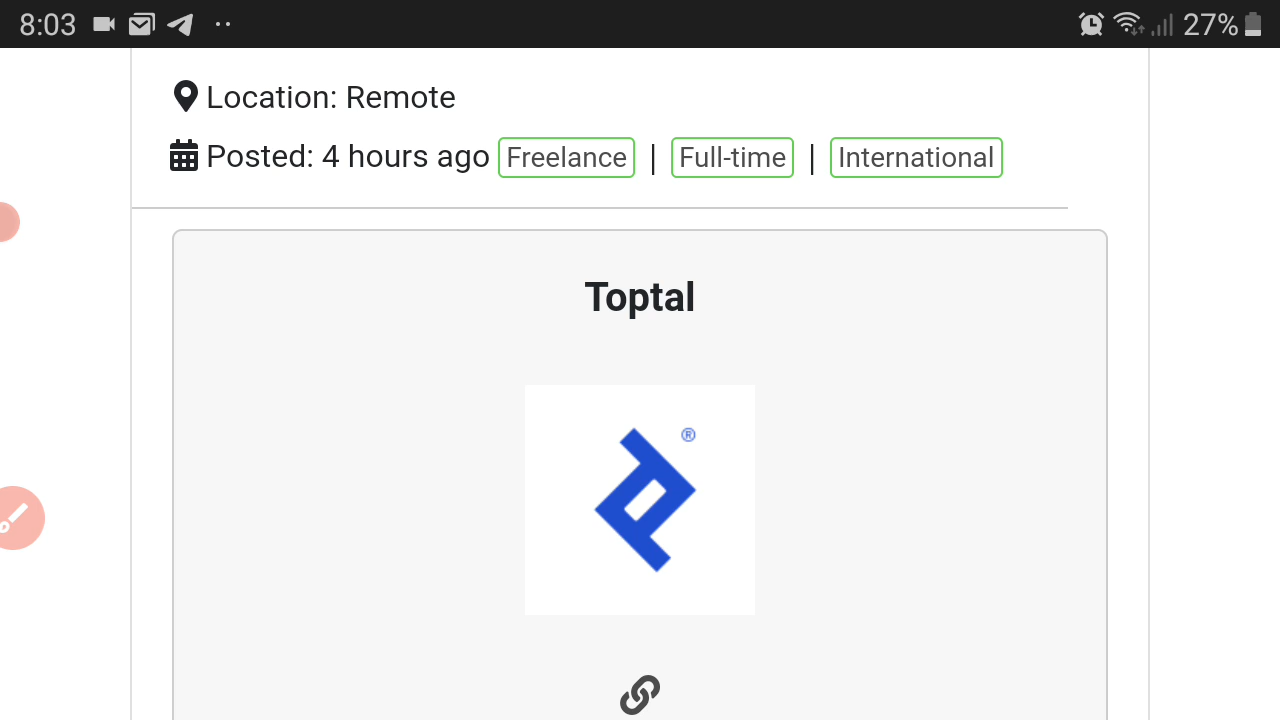 8:03 27%
Location: Remote
Posted: 4 hours ago Freelance | Full-time | International
Toptal
®